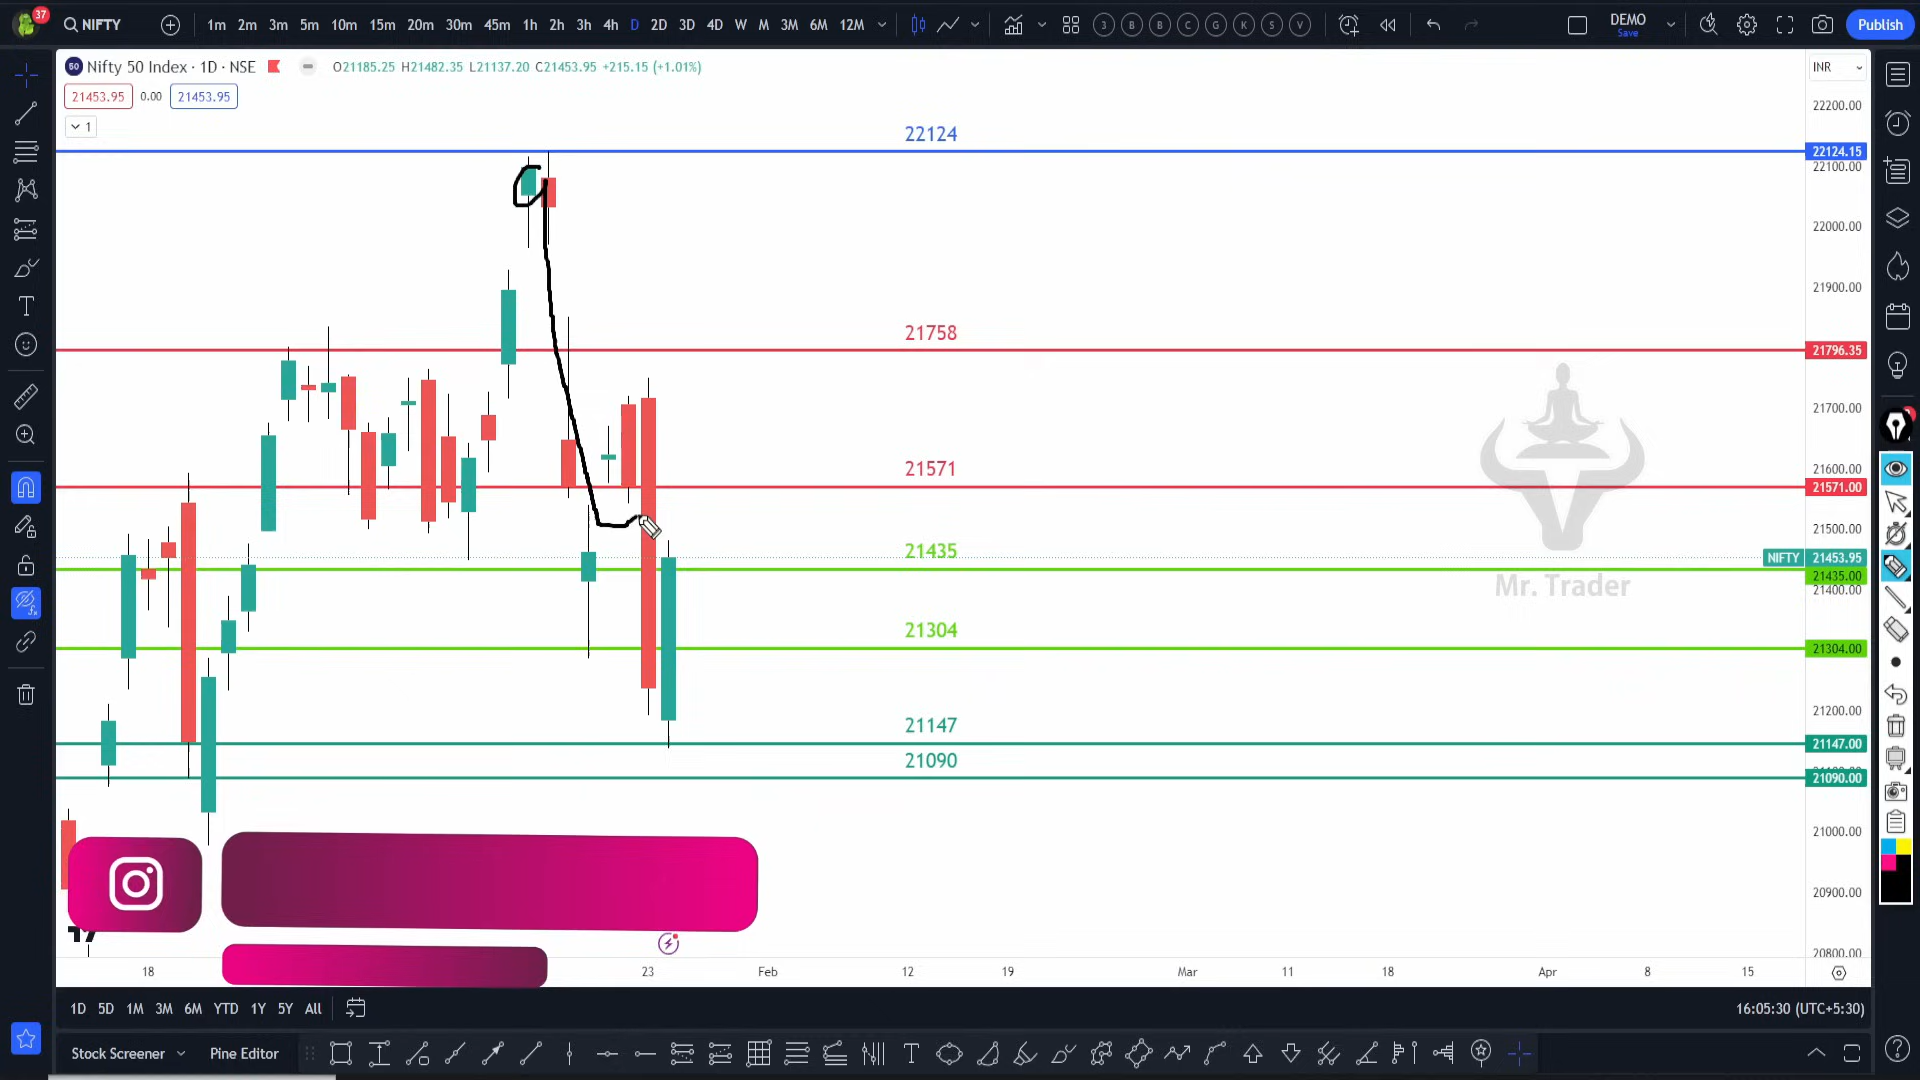 37
NIFTY
1m 2m 3m 5m 10m 15m 20m 30m 45m 1h 2h 3h 4h D 2D 3D 4D W M 3M 6M 12M
3 B B C G K S V
DEMO
Save
Publish
50 Nifty 50 Index · 1D · NSE
O21185.25 H21482.35 L21137.20 C21453.95 +215.15 (+1.01%)
INR
21453.95 0.00 21453.95
1
22200.00
22124
22124.15
22100.00
22000.00
21900.00
21758
21796.35
21700.00
21571
21600.00
21571.00
21500.00
21435
NIFTY 21453.95
21435.00
21400.00
Mr. Trader
21304
21304.00
21200.00
21147
21147.00
21090
21090.00
21000.00
20900.00
20800.00
18 23 Feb 12 19 Mar 11 18 Apr 8 15
1D 5D 1M 3M 6M YTD 1Y 5Y All
16:05:30 (UTC+5:30)
Stock Screener Pine Editor